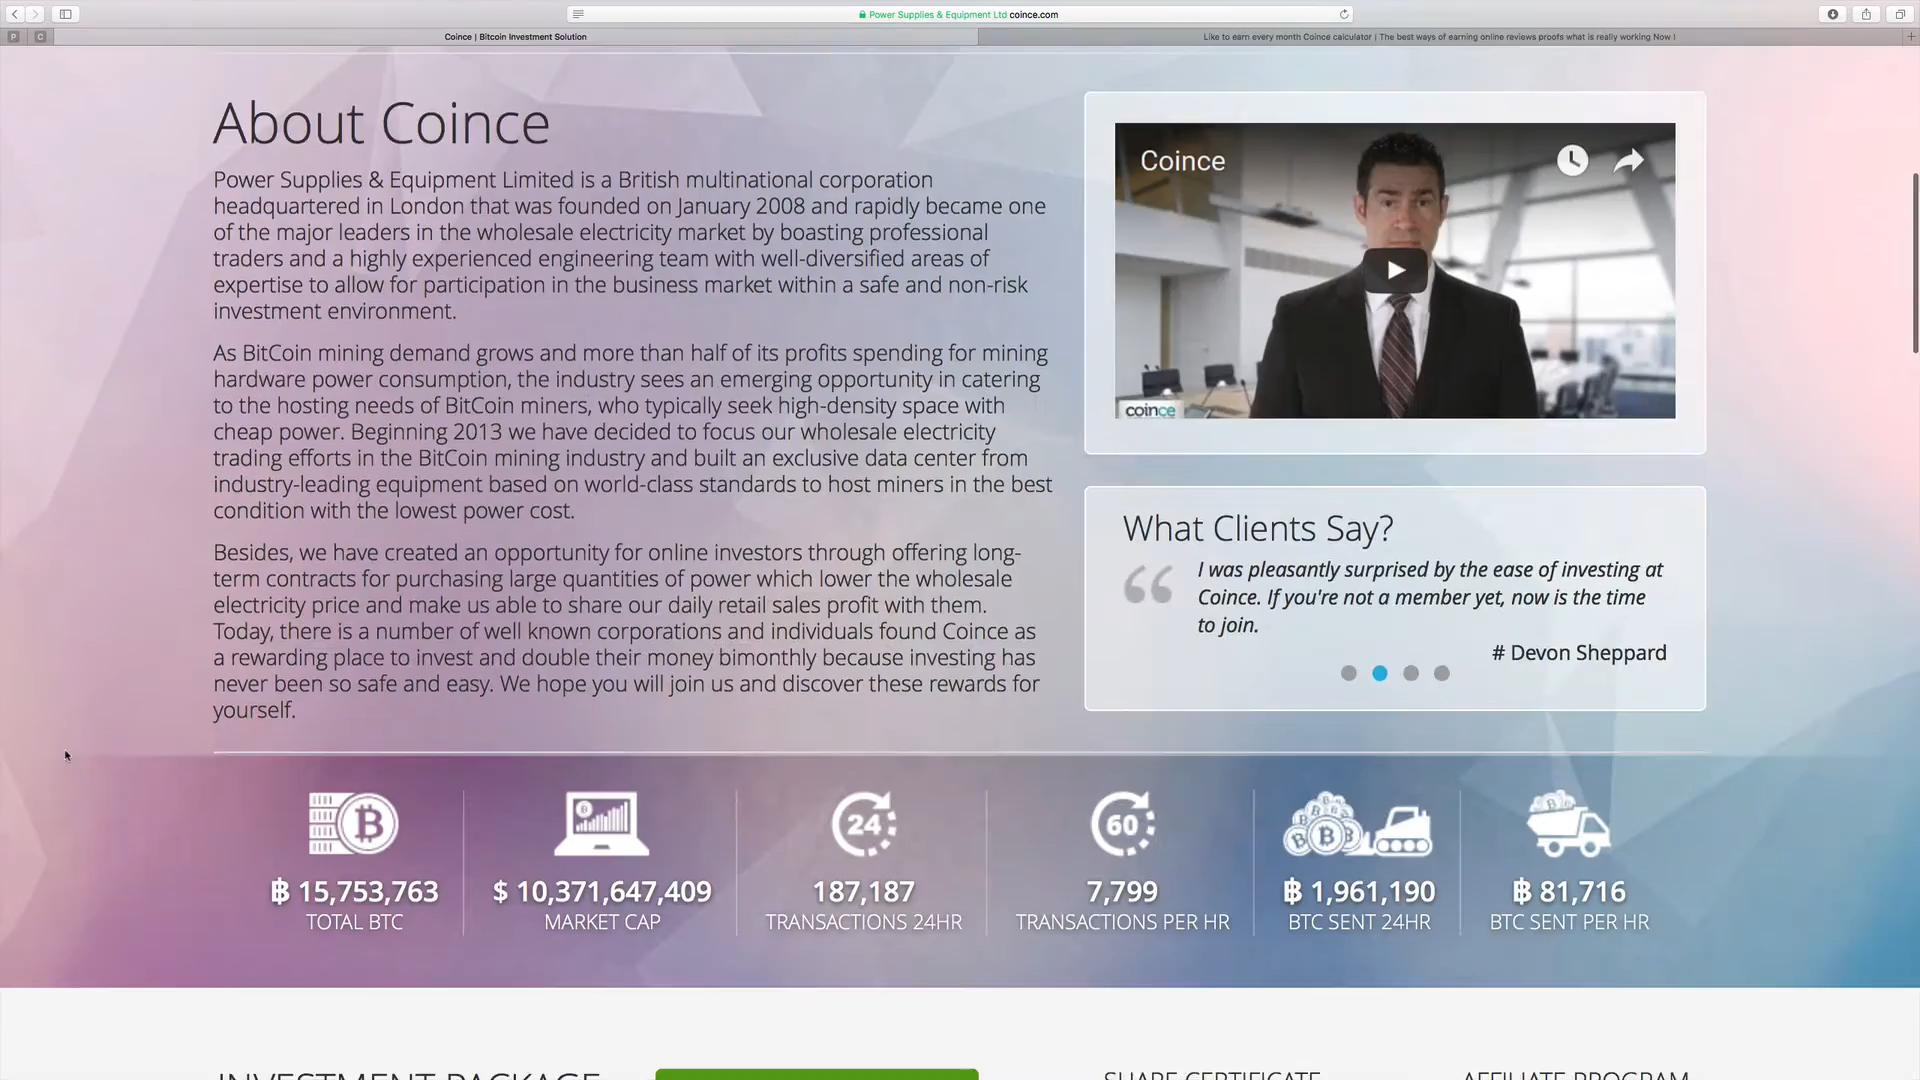 Power Supplies & Equipment Ltd coince.com
P
C
Coince | Bitcoin Investment Solution
Like to earn every month Coince calculator | The best ways of earning online reviews proofs what is really working Now !
About Coince
Power Supplies & Equipment Limited is a British multinational corporation
headquartered in London that was founded on January 2008 and rapidly became one
of the major leaders in the wholesale electricity market by boasting professional
traders and a highly experienced engineering team with well-diversified areas of
expertise to allow for participation in the business market within a safe and non-risk
investment environment.
As BitCoin mining demand grows and more than half of its profits spending for mining
hardware power consumption, the industry sees an emerging opportunity in catering
to the hosting needs of BitCoin miners, who typically seek high-density space with
cheap power. Beginning 2013 we have decided to focus our wholesale electricity
trading efforts in the BitCoin mining industry and built an exclusive data center from
industry-leading equipment based on world-class standards to host miners in the best
condition with the lowest power cost.
Besides, we have created an opportunity for online investors through offering long-
term contracts for purchasing large quantities of power which lower the wholesale
electricity price and make us able to share our daily retail sales profit with them.
Today, there is a number of well known corporations and individuals found Coince as
a rewarding place to invest and double their money bimonthly because investing has
never been so safe and easy. We hope you will join us and discover these rewards for
yourself.
Coince
coince
What Clients Say?
I was pleasantly surprised by the ease of investing at
Coince. If you're not a member yet, now is the time
to join.
# Devon Sheppard
24
60
฿ 15,753,763
TOTAL BTC
$ 10,371,647,409
MARKET CAP
187,187
TRANSACTIONS 24HR
7,799
TRANSACTIONS PER HR
฿ 1,961,190
BTC SENT 24HR
฿ 81,716
BTC SENT PER HR
INVESTMENT PACKAGE
SHARE CERTIFICATE
AFFILIATE PROGRAM